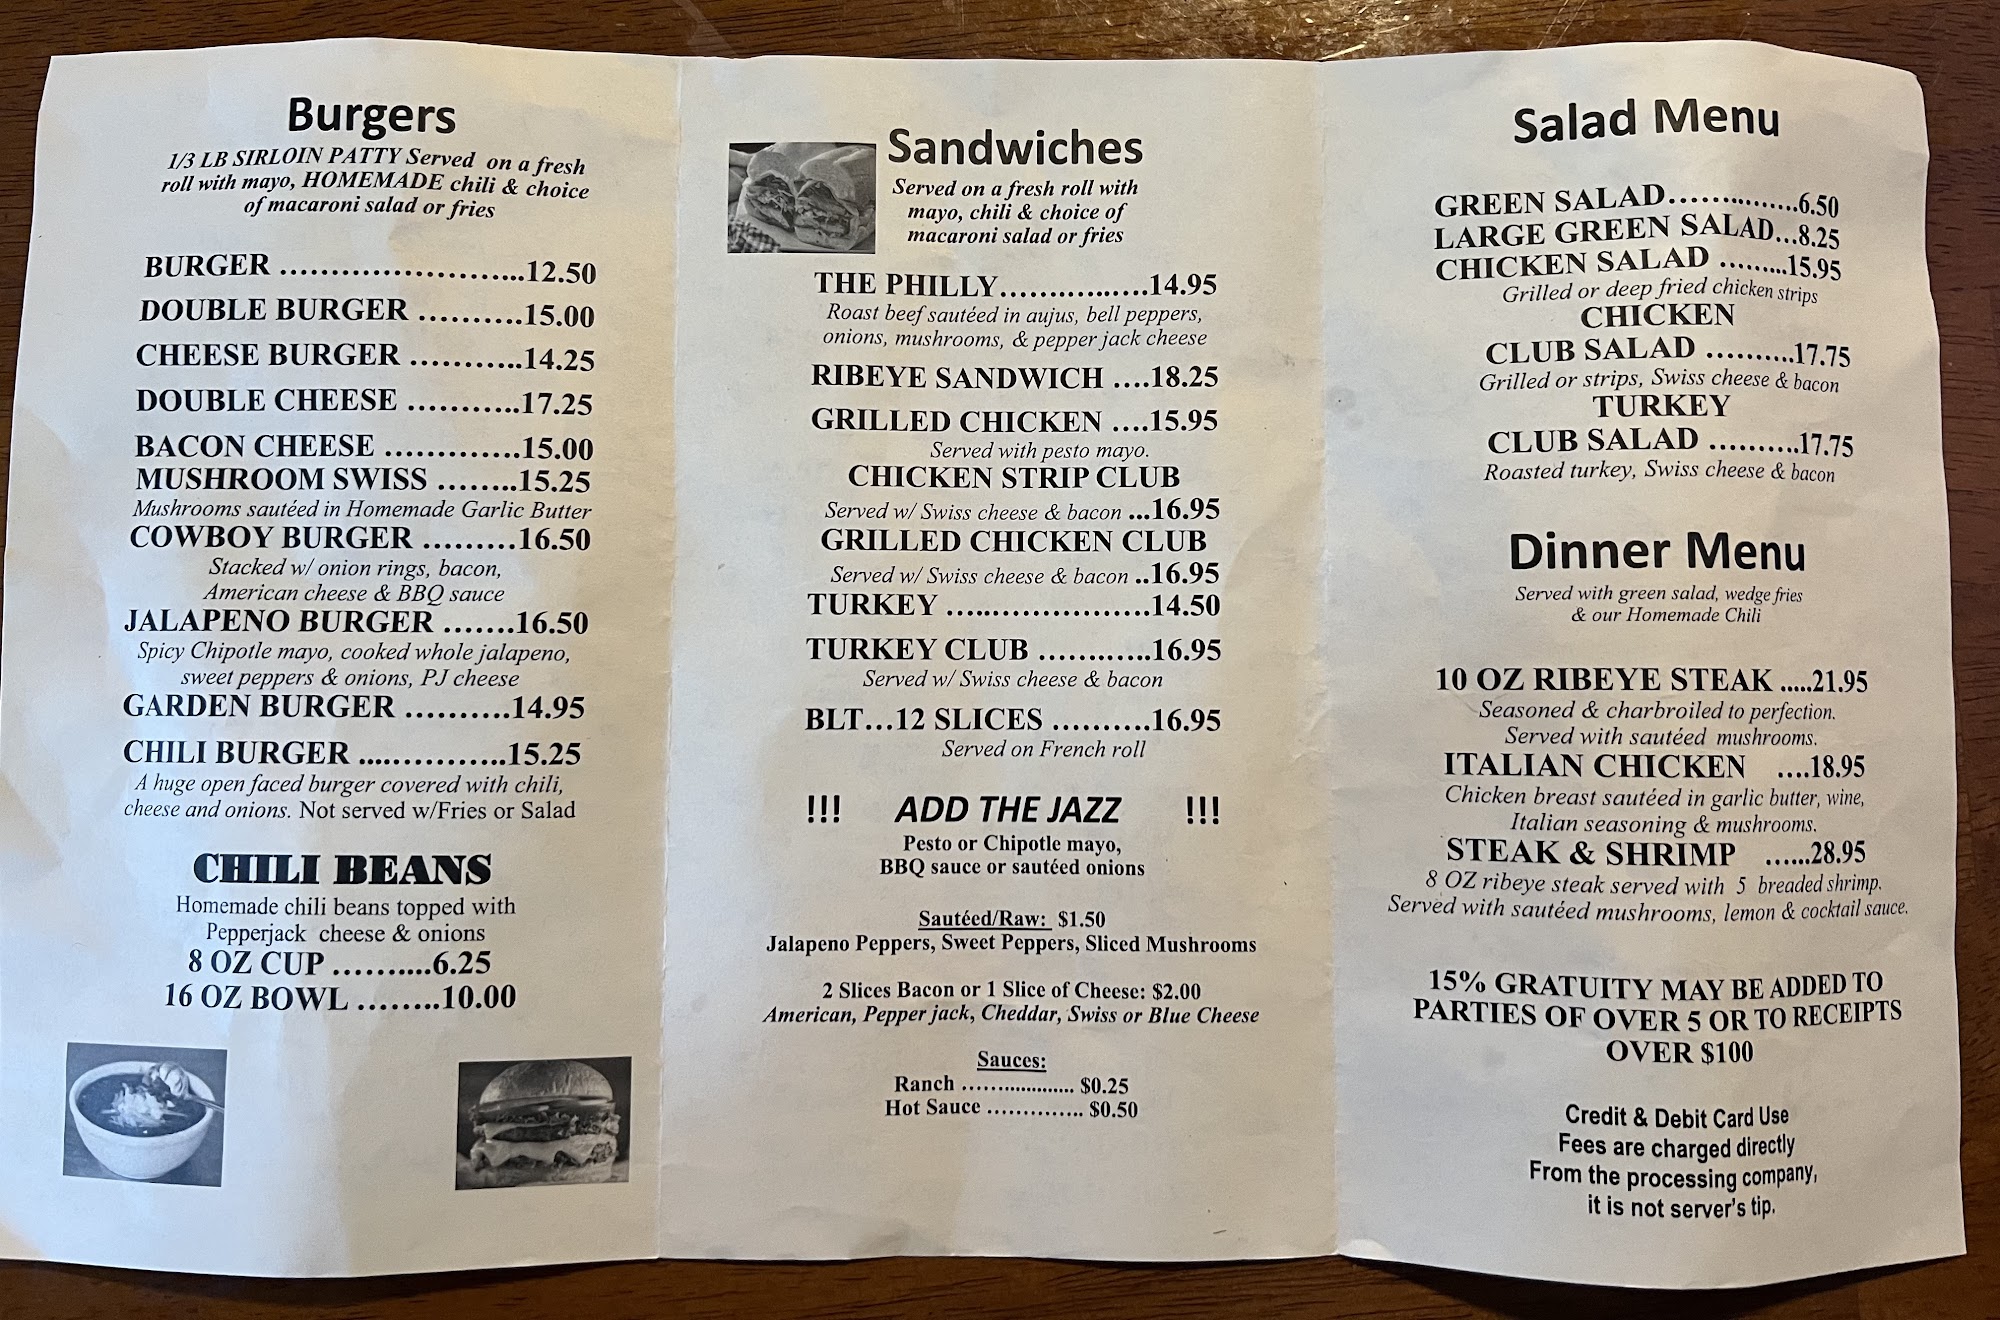 Burgers
1/3 LB SIRLOIN PATTY Served on a fresh
roll with mayo, HOMEMADE chili & choice
of macaroni salad or fries
BURGER ........................12.50
DOUBLE BURGER ..........15.00
CHEESE BURGER ...........14.25
DOUBLE CHEESE ...........17.25
BACON CHEESE .............15.00
MUSHROOM SWISS ........15.25
Mushrooms sautéed in Homemade Garlic Butter
COWBOY BURGER .........16.50
Stacked w/ onion rings, bacon,
American cheese & BBQ sauce
JALAPENO BURGER .......16.50
Spicy Chipotle mayo, cooked whole jalapeno,
sweet peppers & onions, PJ cheese
GARDEN BURGER ..........14.95
CHILI BURGER ..............15.25
A huge open faced burger covered with chili,
cheese and onions. Not served w/Fries or Salad
CHILI BEANS
Homemade chili beans topped with
Pepperjack cheese & onions
8 OZ CUP ..........6.25
16 OZ BOWL ........10.00
Sandwiches
Served on a fresh roll with
mayo, chili & choice of
macaroni salad or fries
THE PHILLY...............14.95
Roast beef sautéed in aujus, bell peppers,
onions, mushrooms, & pepper jack cheese
RIBEYE SANDWICH ....18.25
GRILLED CHICKEN ....15.95
Served with pesto mayo.
CHICKEN STRIP CLUB
Served w/ Swiss cheese & bacon ...16.95
GRILLED CHICKEN CLUB
Served w/ Swiss cheese & bacon ..16.95
TURKEY ....................14.50
TURKEY CLUB ...........16.95
Served w/ Swiss cheese & bacon
BLT...12 SLICES ..........16.95
Served on French roll
!!! ADD THE JAZZ !!!
Pesto or Chipotle mayo,
BBQ sauce or sautéed onions
Sautéed/Raw: $1.50
Jalapeno Peppers, Sweet Peppers, Sliced Mushrooms
2 Slices Bacon or 1 Slice of Cheese: $2.00
American, Pepper jack, Cheddar, Swiss or Blue Cheese
Sauces:
Ranch ................... $0.25
Hot Sauce .............. $0.50
Salad Menu
GREEN SALAD...............6.50
LARGE GREEN SALAD...8.25
CHICKEN SALAD .........15.95
Grilled or deep fried chicken strips
CHICKEN
CLUB SALAD ..........17.75
Grilled or strips, Swiss cheese & bacon
TURKEY
CLUB SALAD ..........17.75
Roasted turkey, Swiss cheese & bacon
Dinner Menu
Served with green salad, wedge fries
& our Homemade Chili
10 OZ RIBEYE STEAK .....21.95
Seasoned & charbroiled to perfection.
Served with sautéed mushrooms.
ITALIAN CHICKEN ....18.95
Chicken breast sautéed in garlic butter, wine,
Italian seasoning & mushrooms.
STEAK & SHRIMP ......28.95
8 OZ ribeye steak served with 5 breaded shrimp.
Served with sautéed mushrooms, lemon & cocktail sauce.
15% GRATUITY MAY BE ADDED TO
PARTIES OF OVER 5 OR TO RECEIPTS
OVER $100
Credit & Debit Card Use
Fees are charged directly
From the processing company,
it is not server's tip.